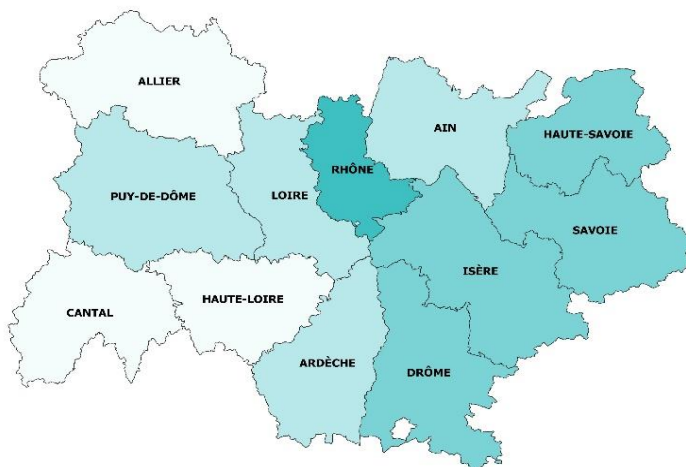 ALLIER
AIN
HAUTE-SAVOIE
RHÔNE
PUY-DE-DÔME
LOIRE
SAVOIE
ISÈRE
HAUTE-LOIRE
CANTAL
ARDÈCHE
DRÔME